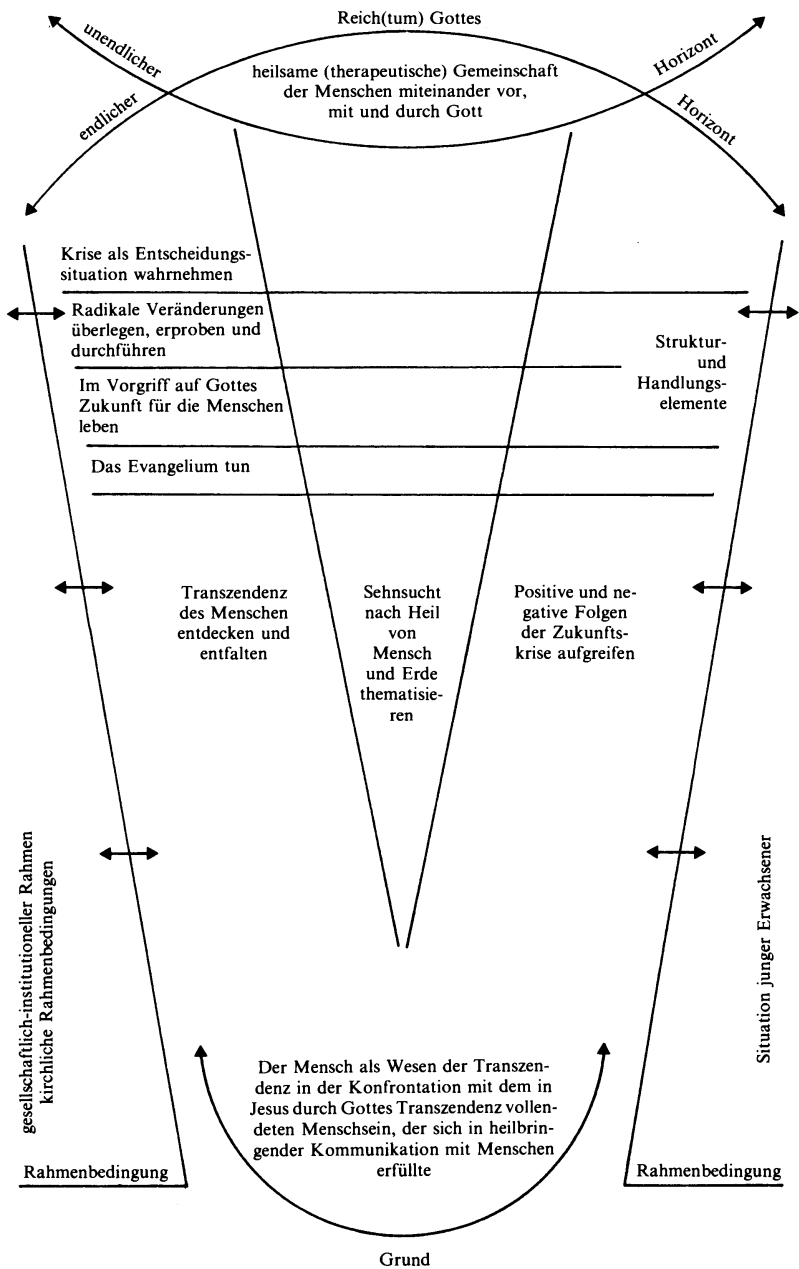 Reich(tum) Gottes
unendlicher
Horizont
heilsame (therapeutische) Gemeinschaft
der Menschen miteinander vor,
mit und durch Gott
endlicher
Horizont
Krise als Entscheidungs-
situation wahrnehmen
Radikale Veränderungen
überlegen, erproben und
durchführen
Struktur-
und
Handlungs-
elemente
Im Vorgriff auf Gottes
Zukunft für die Menschen
leben
Das Evangelium tun
Transzendenz
des Menschen
entdecken und
entfalten
Sehnsucht
nach Heil
von
Mensch
und Erde
thematisie-
ren
Positive und ne-
gative Folgen
der Zukunfts-
krise aufgreifen
gesellschaftlich-institutioneller Rahmen
kirchliche Rahmenbedingungen
Situation junger Erwachsener
Der Mensch als Wesen der Transzen-
denz in der Konfrontation mit dem in
Jesus durch Gottes Transzendenz vollen-
deten Menschsein, der sich in heilbrin-
gender Kommunikation mit Menschen
erfüllte
Rahmenbedingung
Rahmenbedingung
Grund